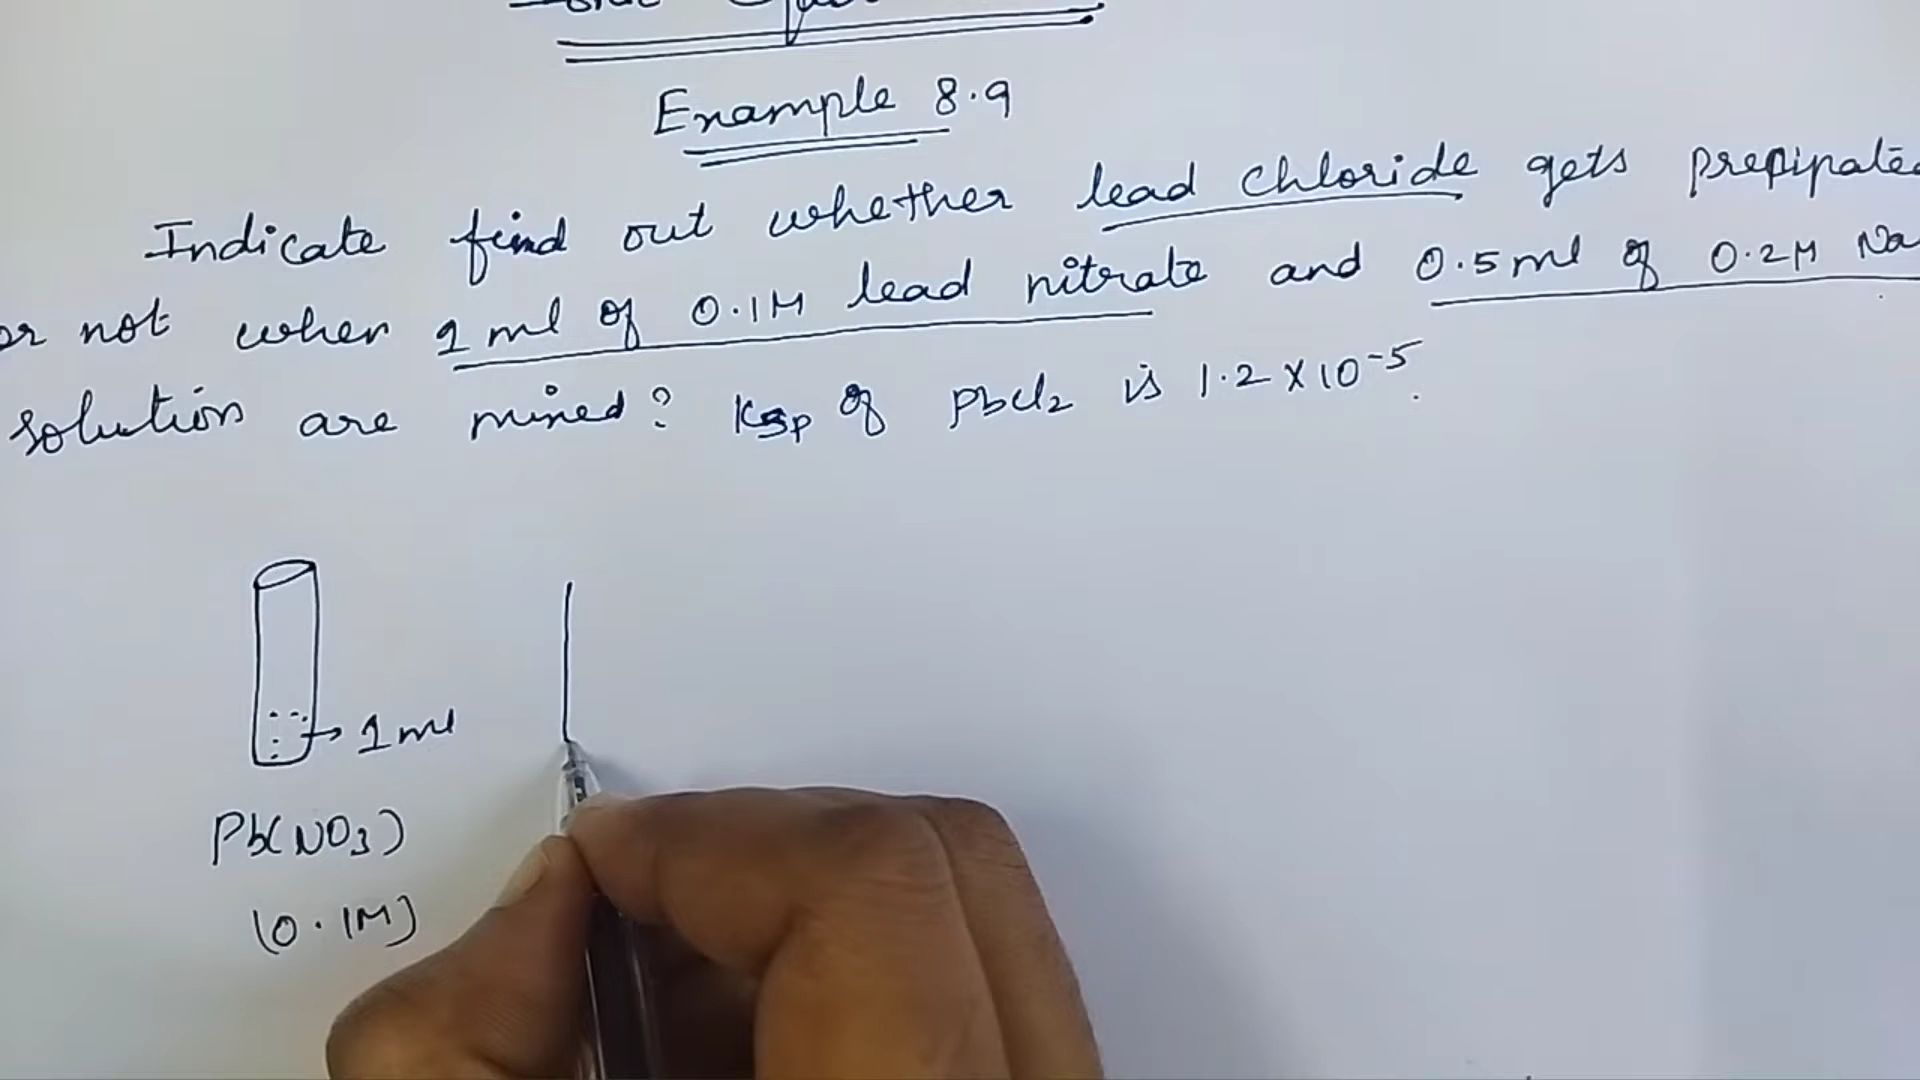 Example 8.9
Indicate find out whether lead chloride gets prepipated
or not when 1 ml of 0.1M lead nitrate and 0.5 ml of 0.2M Na
solution are mixed? Ksp of PbCl2 is 1.2 X 10-5.
1 ml
Pb(NO3)
(0.1M)